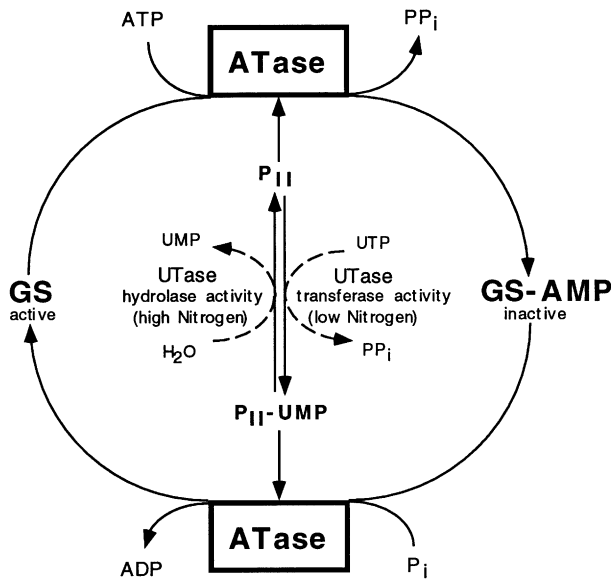 ATP
PPi
ATase
PII
UMP
UTP
UTase
hydrolase activity
(high Nitrogen)
UTase
transferase activity
(low Nitrogen)
GS
active
GS-AMP
inactive
H2O
PPi
PII-UMP
ATase
ADP
Pi